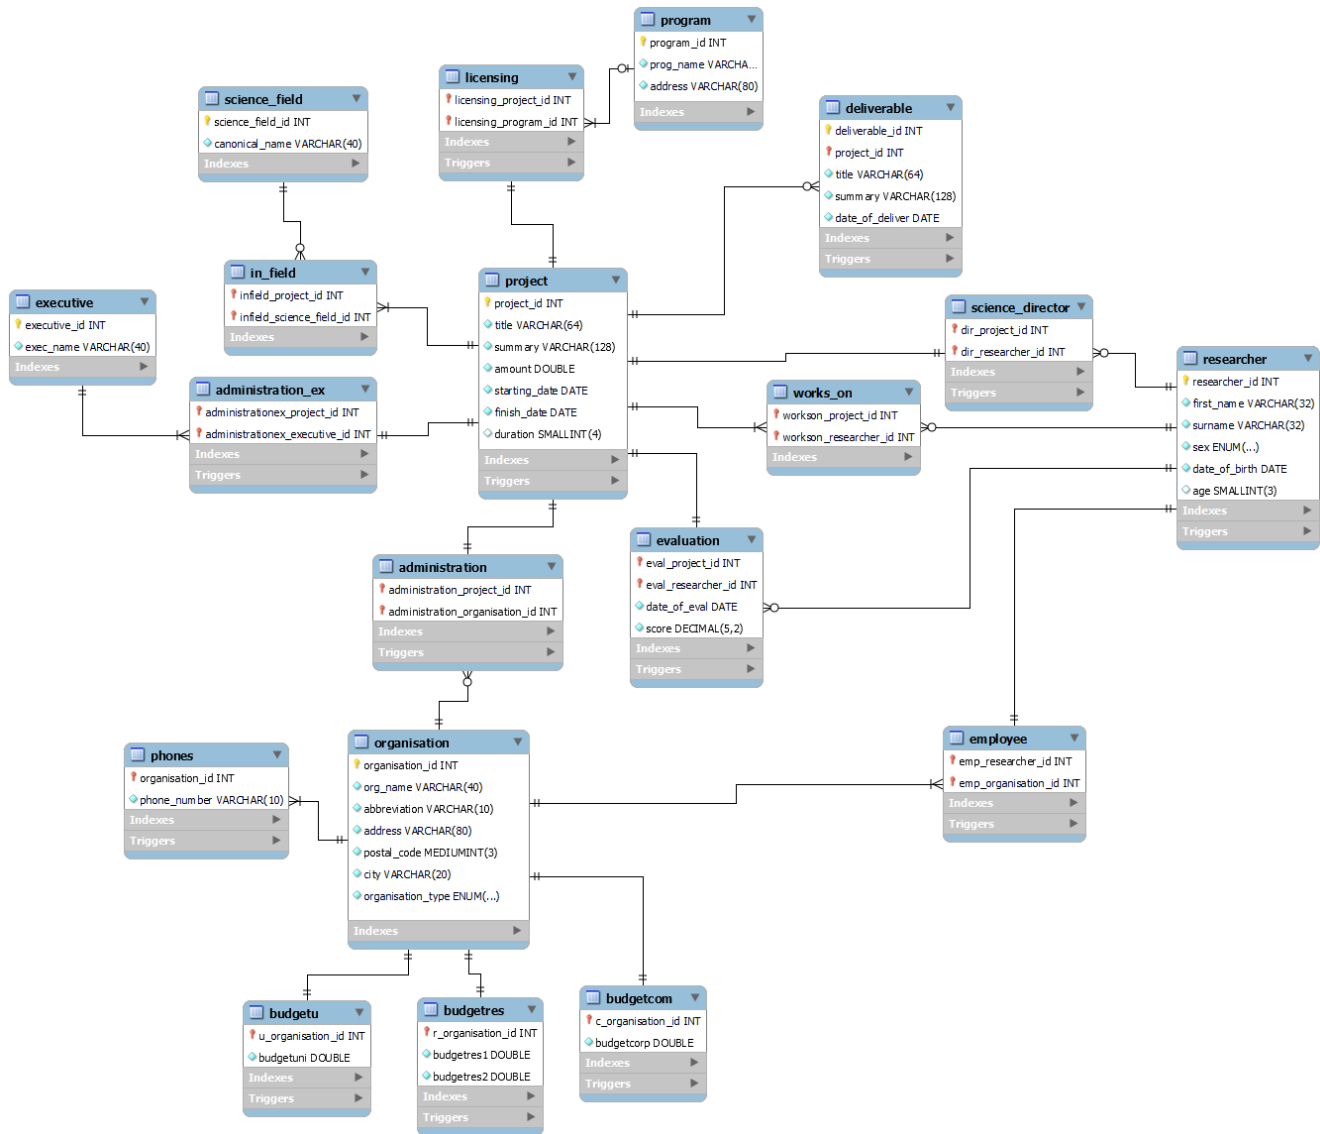 program
program_id INT
prog_name VARCHA...
address VARCHAR(80)
Indexes
licensing
licensing_project_id INT
licensing_program_id INT
Indexes
Triggers
science_field
science_field_id INT
canonical_name VARCHAR(40)
Indexes
deliverable
deliverable_id INT
project_id INT
title VARCHAR(64)
summary VARCHAR(128)
date_of_deliver DATE
Indexes
Triggers
in_field
infield_project_id INT
infield_science_field_id INT
Indexes
project
project_id INT
title VARCHAR(64)
summary VARCHAR(128)
amount DOUBLE
starting_date DATE
finish_date DATE
duration SMALLINT(4)
Indexes
Triggers
executive
executive_id INT
exec_name VARCHAR(40)
Indexes
science_director
dir_project_id INT
dir_researcher_id INT
Indexes
Triggers
researcher
researcher_id INT
first_name VARCHAR(32)
surname VARCHAR(32)
sex ENUM(...)
date_of_birth DATE
age SMALLINT(3)
Indexes
Triggers
administration_ex
administrationex_project_id INT
administrationex_executive_id INT
Indexes
Triggers
works_on
workson_project_id INT
workson_researcher_id INT
Indexes
evaluation
eval_project_id INT
eval_researcher_id INT
date_of_eval DATE
score DECIMAL(5,2)
Indexes
Triggers
administration
administration_project_id INT
administration_organisation_id INT
Indexes
Triggers
phones
organisation_id INT
phone_number VARCHAR(10)
Indexes
Triggers
organisation
organisation_id INT
org_name VARCHAR(40)
abbreviation VARCHAR(10)
address VARCHAR(80)
postal_code MEDIUMINT(3)
city VARCHAR(20)
organisation_type ENUM(...)
Indexes
employee
emp_researcher_id INT
emp_organisation_id INT
Indexes
Triggers
budgetu
u_organisation_id INT
budgetuni DOUBLE
Indexes
Triggers
budgetres
r_organisation_id INT
budgetres1 DOUBLE
budgetres2 DOUBLE
Indexes
Triggers
budgetcom
c_organisation_id INT
budgetcorp DOUBLE
Indexes
Triggers